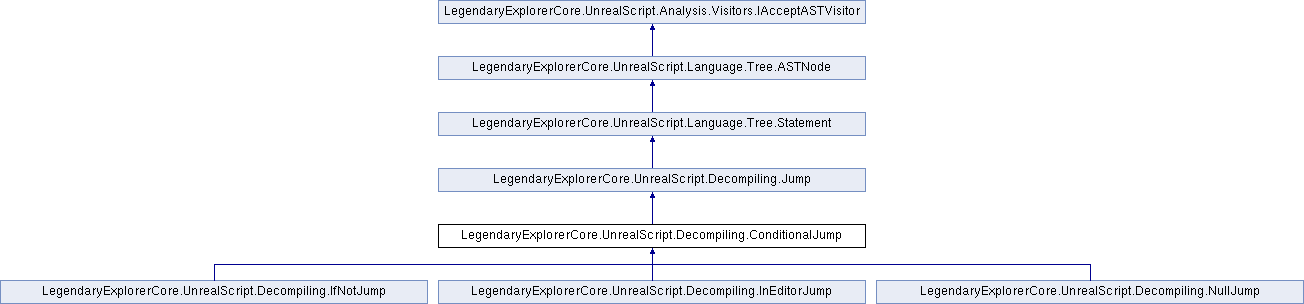 LegendaryExplorerCore.UnrealScript.Analysis.Visitors.IAcceptASTVisitor
LegendaryExplorerCore.UnrealScript.Language.Tree.ASTNode
LegendaryExplorerCore.UnrealScript.Language.Tree.Statement
LegendaryExplorerCore.UnrealScript.Decompiling.Jump
LegendaryExplorerCore.UnrealScript.Decompiling.ConditionalJump
LegendaryExplorerCore.UnrealScript.Decompiling.IfNotJump
LegendaryExplorerCore.UnrealScript.Decompiling.InEditorJump
LegendaryExplorerCore.UnrealScript.Decompiling.NullJump